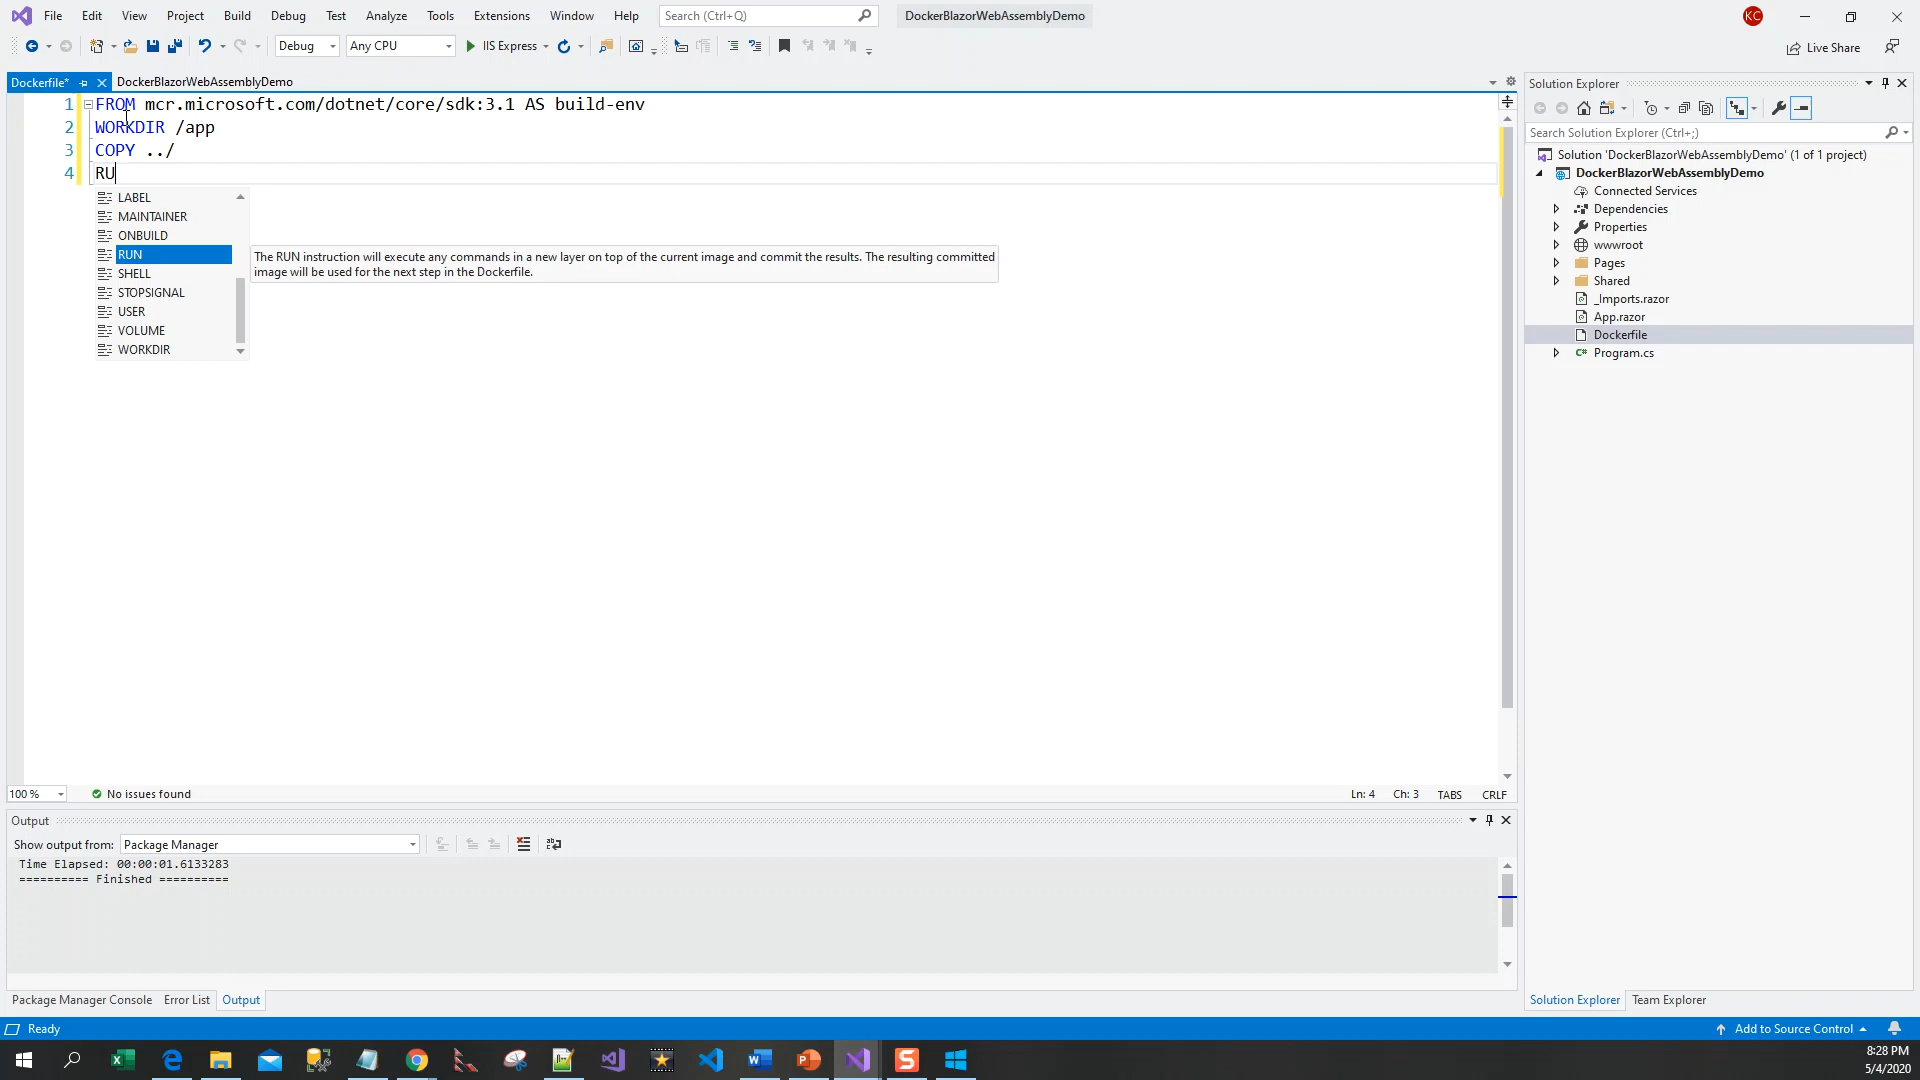 File Edit View Project Build Debug Test Analyze Tools Extensions Window Help Search (Ctrl+Q) DockerBlazorWebAssemblyDemo KC
Debug Any CPU IIS Express Live Share
Dockerfile* DockerBlazorWebAssemblyDemo
1 FROM mcr.microsoft.com/dotnet/core/sdk:3.1 AS build-env
2 WORKDIR /app
3 COPY ../
4 RU
LABEL
MAINTAINER
ONBUILD
RUN
SHELL
STOPSIGNAL
USER
VOLUME
WORKDIR
The RUN instruction will execute any commands in a new layer on top of the current image and commit the results. The resulting committed
image will be used for the next step in the Dockerfile.
100 % No issues found Ln: 4 Ch: 3 TABS CRLF
Output
Show output from: Package Manager
Time Elapsed: 00:00:01.6133283
========== Finished ==========
Package Manager Console Error List Output
Solution Explorer
Search Solution Explorer (Ctrl+;)
Solution 'DockerBlazorWebAssemblyDemo' (1 of 1 project)
DockerBlazorWebAssemblyDemo
Connected Services
Dependencies
Properties
wwwroot
Pages
Shared
_Imports.razor
App.razor
Dockerfile
C# Program.cs
Solution Explorer Team Explorer
Ready Add to Source Control
8:28 PM
5/4/2020